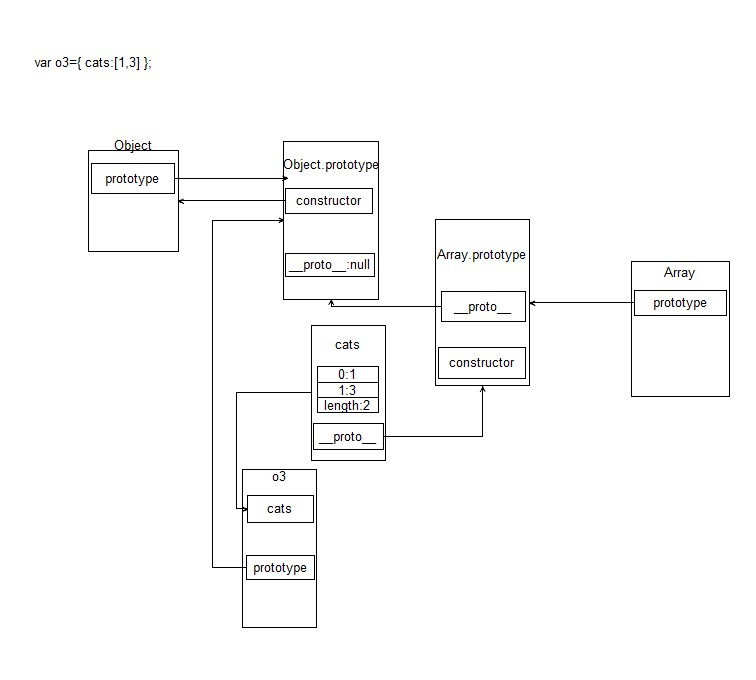 var o3={ cats:[1,3] };
Object
prototype
Object.prototype
constructor
__proto__:null
Array.prototype
__proto__
constructor
Array
prototype
cats
0:1
1:3
length:2
__proto__
o3
cats
prototype